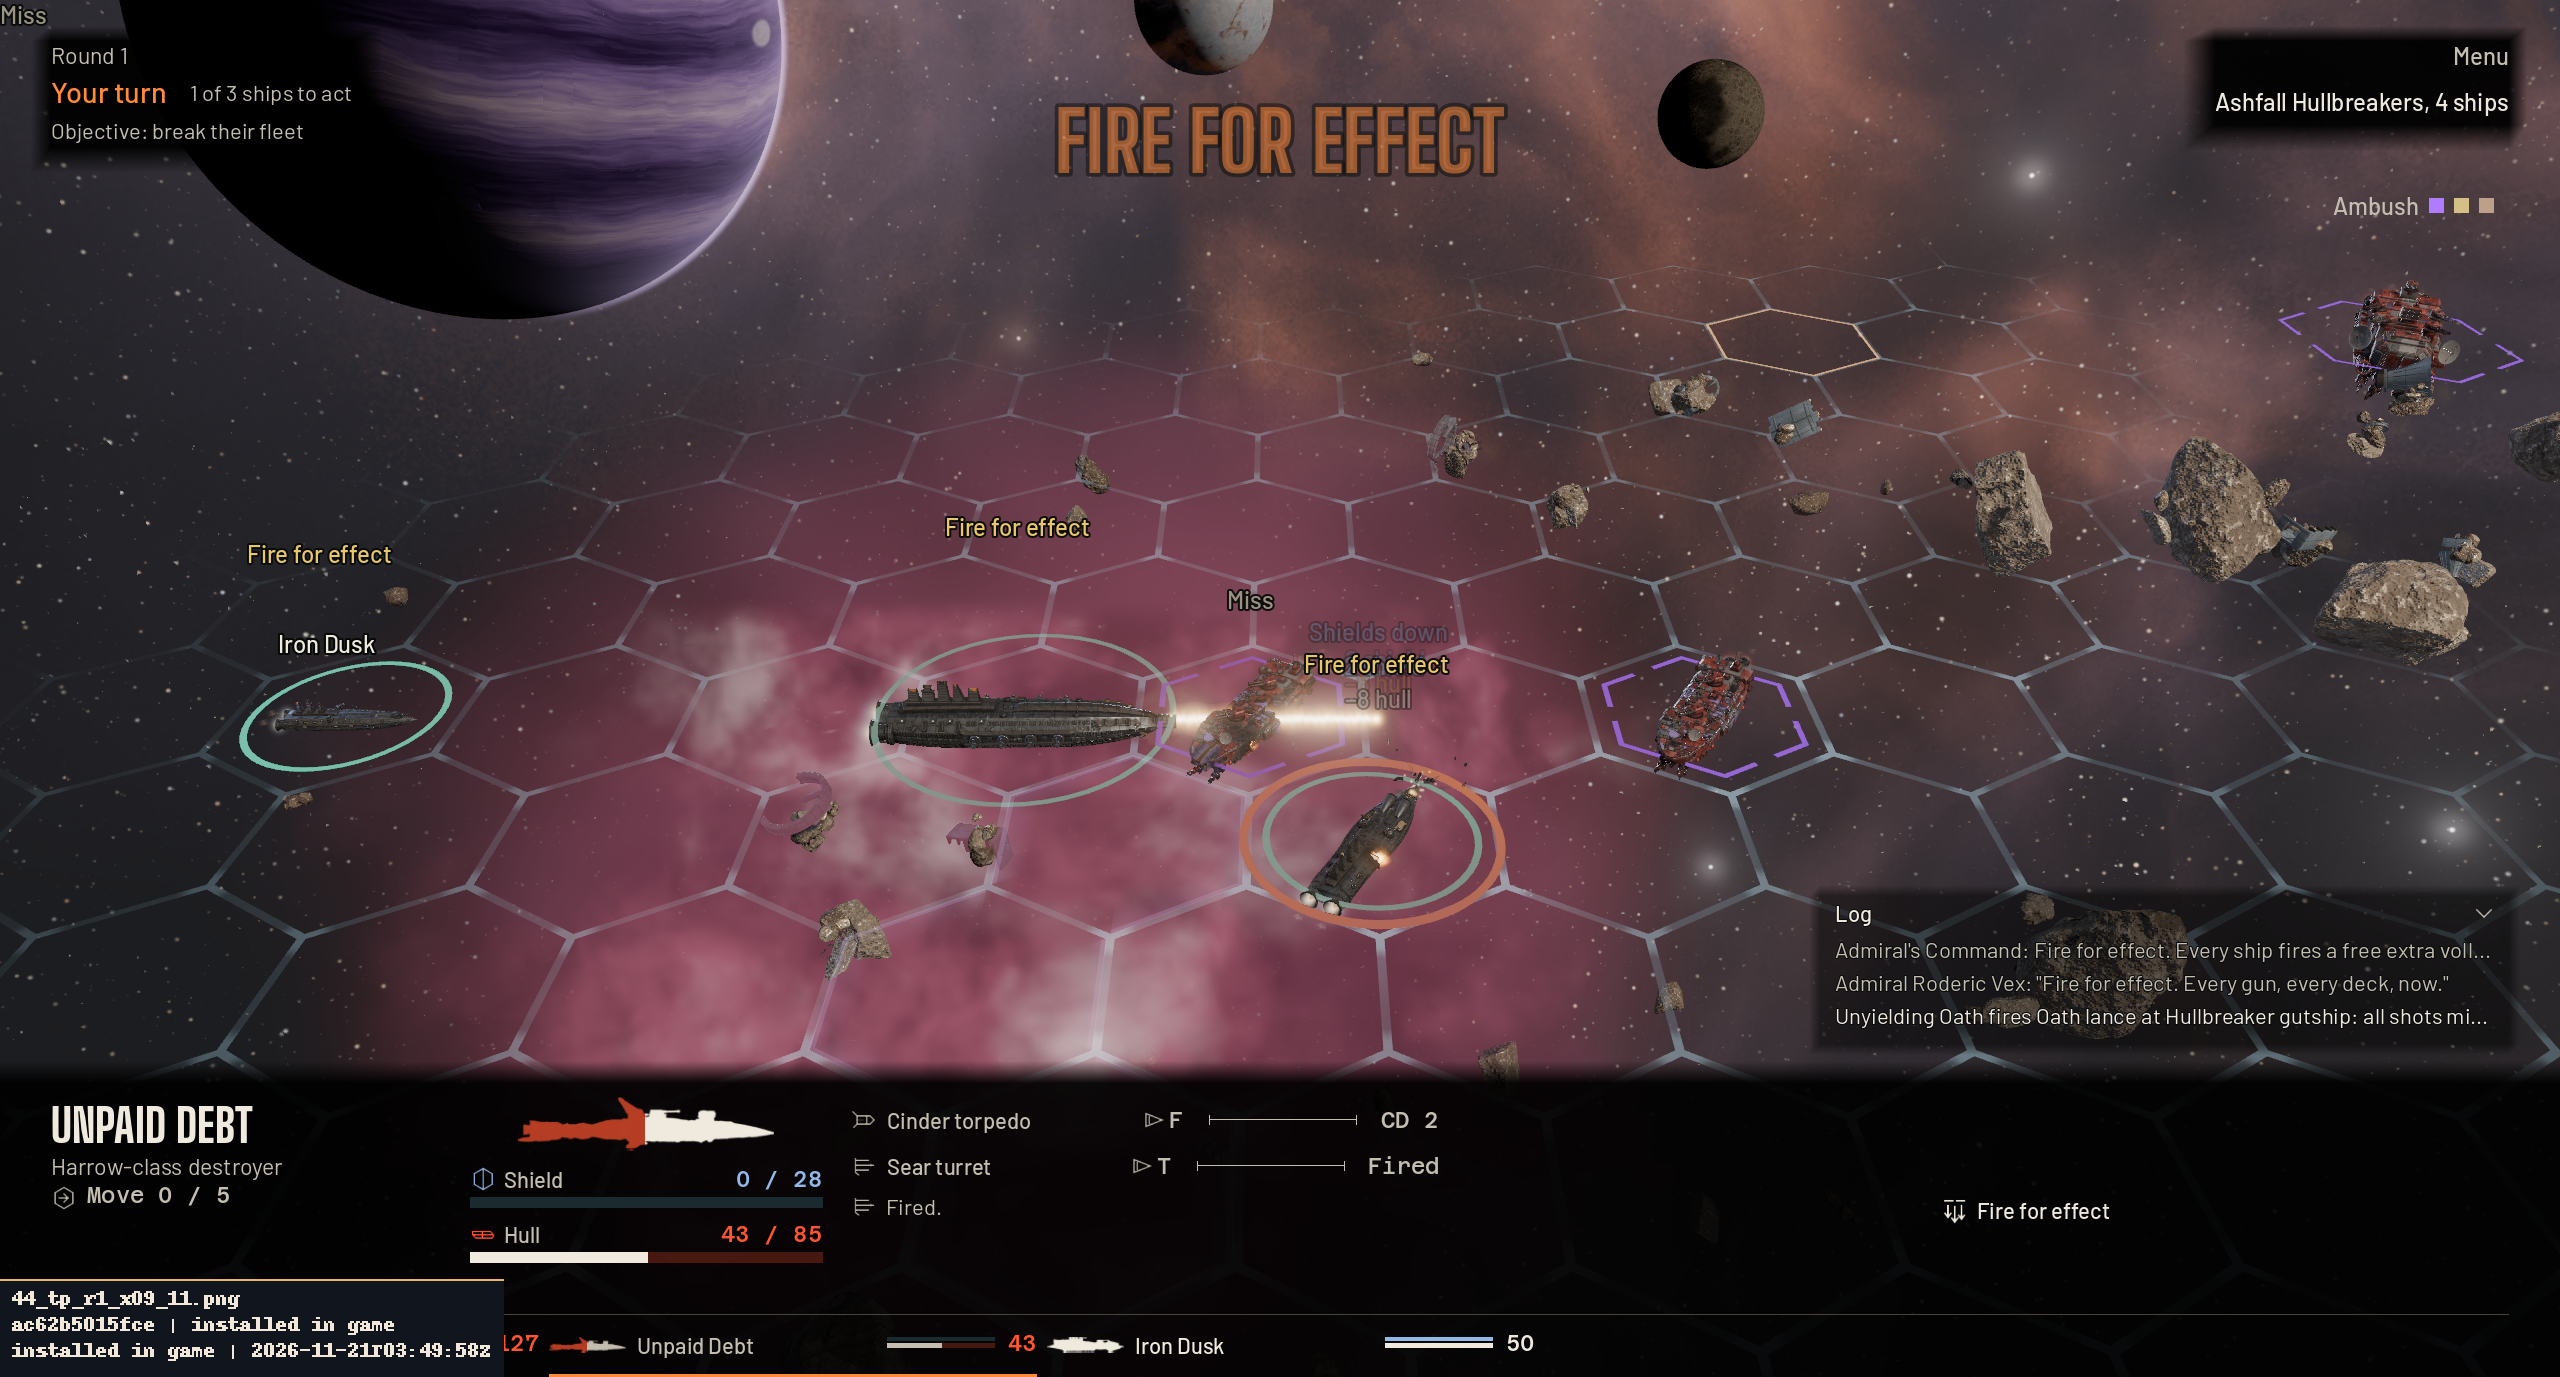 Miss
Round 1
Your turn 1 of 3 ships to act
Objective: break their fleet
FIRE FOR EFFECT
Menu
Ashfall Hullbreakers, 4 ships
Ambush
Fire for effect
Fire for effect
Iron Dusk
Miss
Shields down
Fire for effect
-8 hull
Log
Admiral's Command: Fire for effect. Every ship fires a free extra voll...
Admiral Roderic Vex: "Fire for effect. Every gun, every deck, now."
Unyielding Oath fires Oath lance at Hullbreaker gutship: all shots mi...
UNPAID DEBT
Harrow-class destroyer
Move 0 / 5
Shield 0 / 28
Hull 43 / 85
Cinder torpedo F CD 2
Sear turret T Fired
Fired.
Fire for effect
44_tp_r1_x09_11.png
ac62b5015fce | installed in game
installed in game | 2026-11-21T03:49:58Z
127 Unpaid Debt 43 Iron Dusk 50